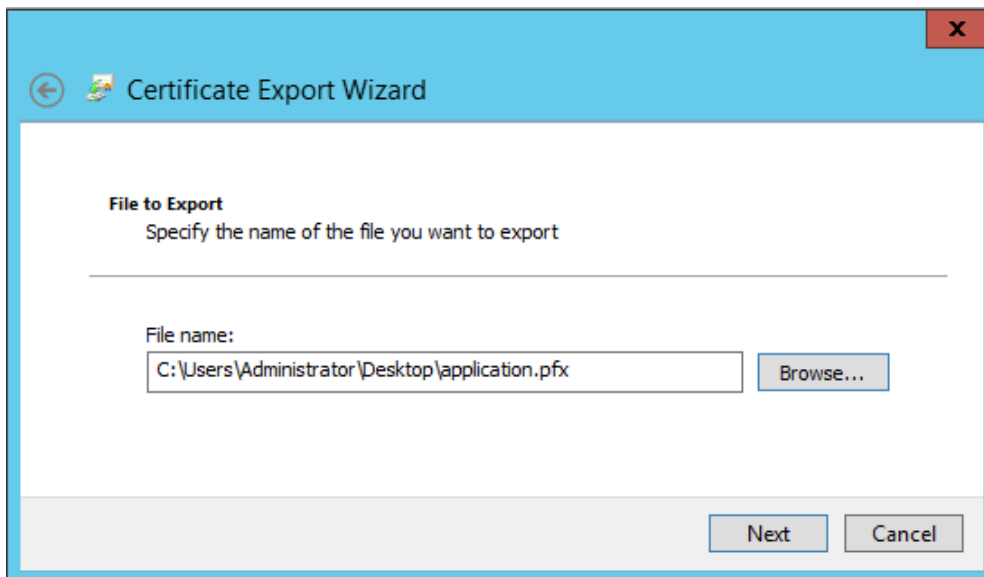 x
Certificate Export Wizard
File to Export
Specify the name of the file you want to export
File name:
C:\Users\Administrator\Desktop\application.pfx
Browse...
Next
Cancel